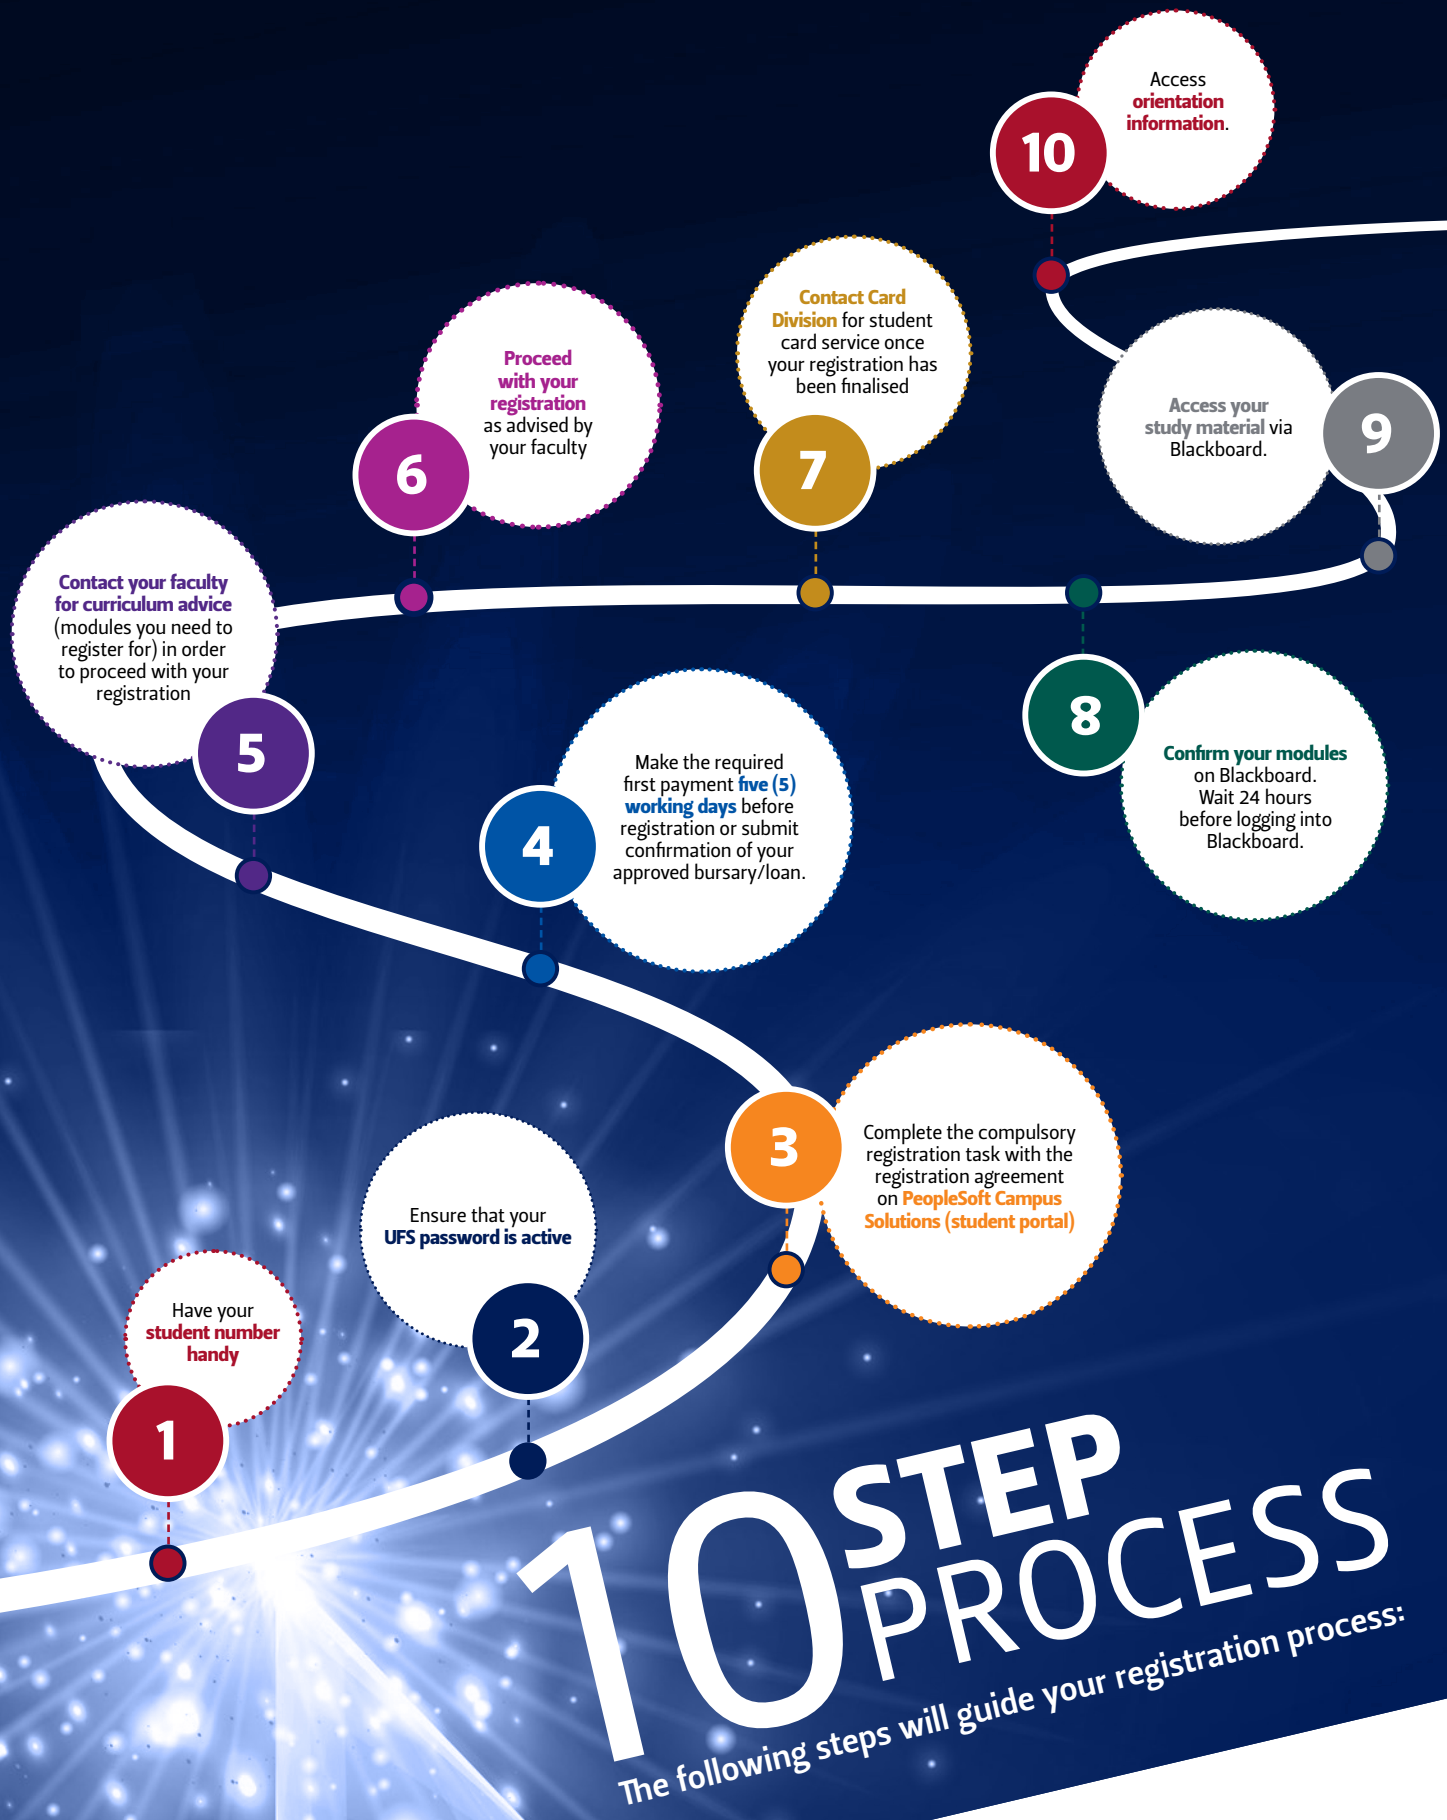 10
STEP
PROCESS
The following steps will guide your registration process:
1
Have your
student number
handy
2
Ensure that your
UFS password is active
3
Complete the compulsory
registration task with the
registration agreement
on PeopleSoft Campus
Solutions (student portal)
4
Make the required
first payment five (5)
working days before
registration or submit
confirmation of your
approved bursary/loan.
5
Contact your faculty
for curriculum advice
(modules you need to
register for) in order
to proceed with your
registration
6
Proceed
with your
registration
as advised by
your faculty
7
Contact Card
Division for student
card service once
your registration has
been finalised
8
Confirm your modules
on Blackboard.
Wait 24 hours
before logging into
Blackboard.
9
Access your
study material via
Blackboard.
10
Access
orientation
information.